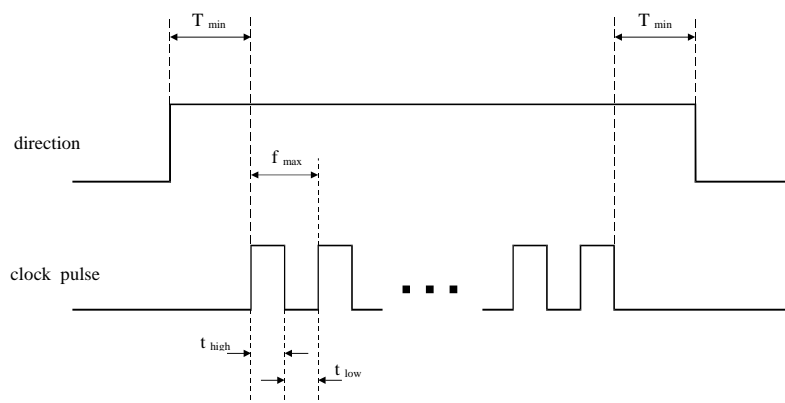 T min
T min
direction
f max
clock pulse
t high
t low